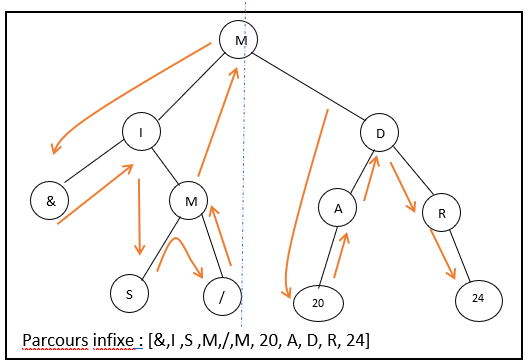 M
I
D
&
M
A
R
S
/
20
24
Parcours infixe : [&,I ,S ,M,/,M, 20, A, D, R, 24]